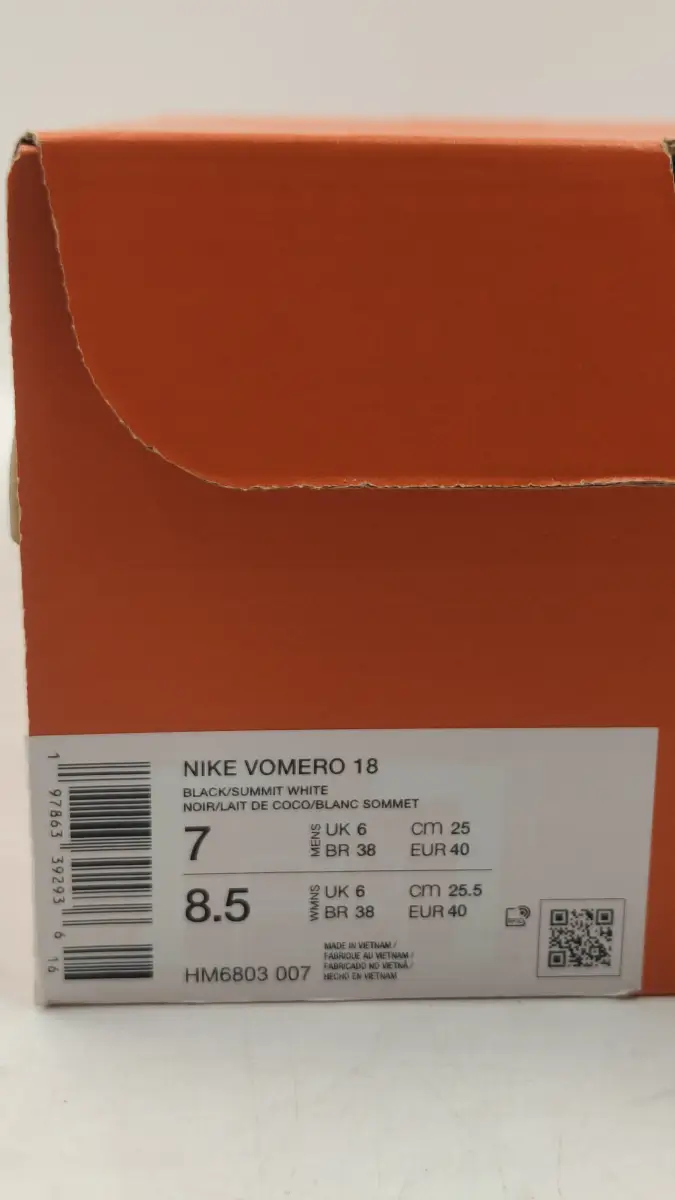 NIKE VOMERO 18
BLACK/SUMMIT WHITE
NOIR/LAIT DE COCO/BLANC SOMMET
7 MENS UK 6 cm 25
BR 38 EUR 40
8.5 WMNS UK 6 cm 25.5
BR 38 EUR 40
HM6803 007
MADE IN VIETNAM /
FABRIQUE AU VIETNAM /
FABRICADO NO VIETNÃ /
HECHO EN VIETNAM
1 97863 39293 6 16